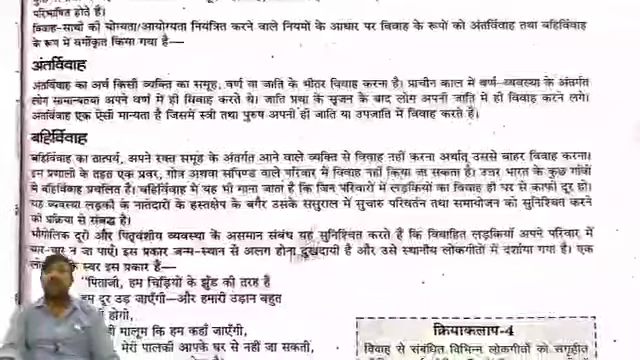 परिभाषित होते हैं।
विवाह-साथी की योग्यता/अयोग्यता नियंत्रित करने वाले नियमों के आधार पर विवाह के रूपों को अंतर्विवाह तथा बहिर्विवाह
के रूप में वर्गीकृत किया गया है—
अंतर्विवाह
अंतर्विवाह का अर्थ किसी व्यक्ति का समूह, वर्ण या जाति के भीतर विवाह करना है। प्राचीन काल में वर्ण-व्यवस्था के अंतर्गत
लोग सामान्यतया अपने वर्ण में ही विवाह करते थे। जाति प्रथा के सृजन के बाद लोग अपनी जाति में ही विवाह करने लगे।
अंतर्विवाह एक ऐसी मान्यता है जिसमें स्त्री तथा पुरुष अपनी ही जाति या उपजाति में विवाह करते हैं।
बहिर्विवाह
बहिर्विवाह का तात्पर्य, अपने रक्त समूह के अंतर्गत आने वाले व्यक्ति से विवाह नहीं करना अर्थात् उससे बाहर विवाह करना।
इस प्रणाली के तहत एक प्रवर, गोत्र अथवा सपिण्ड वाले परिवार में विवाह नहीं किया जा सकता है। उत्तर भारत के कुछ गाँवों
में बहिर्विवाह प्रचलित है। बहिर्विवाह में यह भी माना जाता है कि जिन परिवारों में लड़कियों का विवाह हो घर से काफी दूर हो।
यह व्यवस्था लड़की के नातेदारों के हस्तक्षेप के बगैर उसके ससुराल में सुचारु परिवर्तन तथा समायोजन को सुनिश्चित करने
की प्रक्रिया से संबद्ध है।
भौगोलिक दूरी और पितृवंशीय व्यवस्था के असमान संबंध यह सुनिश्चित करते हैं कि विवाहित लड़कियाँ अपने परिवार में
बार-बार न जा पाएँ। इस प्रकार जन्म-स्थान से अलग होना दुखदायी है और उसे स्थानीय लोकगीतों में दर्शाया गया है। एक
के स्वर इस प्रकार है—
"पिताजी, हम चिड़ियों के झुंड की तरह है
हम दूर उड़ जाएँगी—और हमारी उड़ान बहुत
होगी,
मालूम कि हम कहाँ जाएँगी,
मेरी पालकी आपके घर से नहीं जा सकती,
क्रियाकलाप-4
विवाह से संबंधित विभिन्न लोकगीतों को संगृहीत